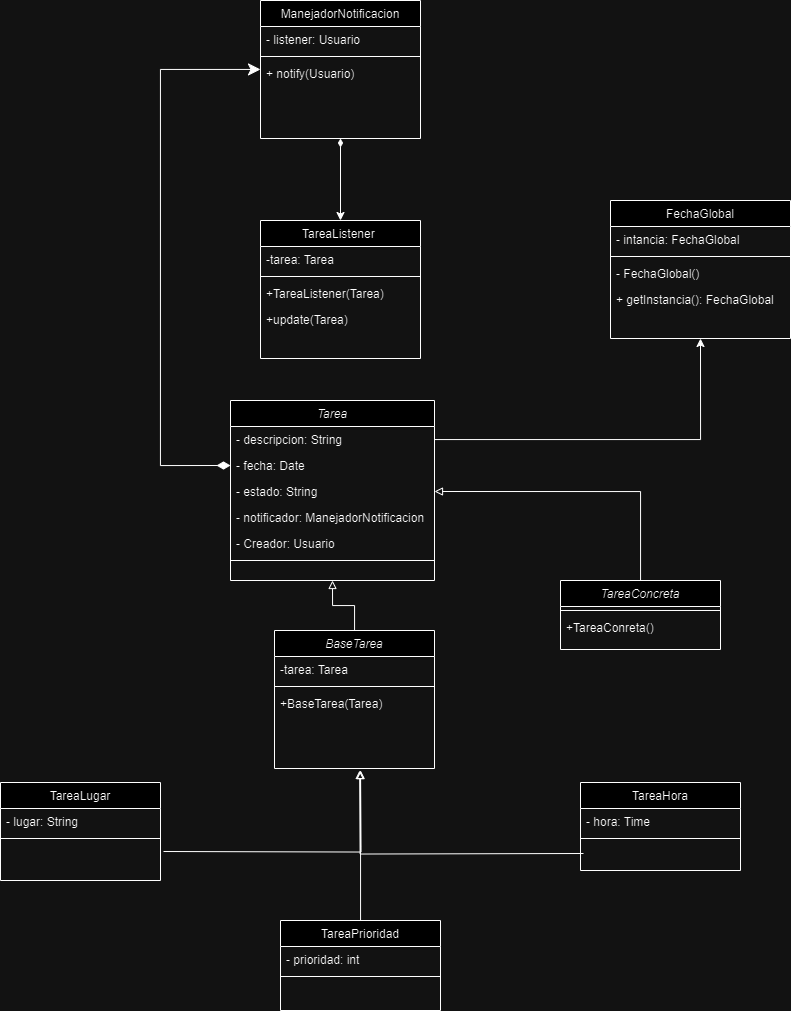 ManejadorNotificacion
- listener: Usuario
+ notify(Usuario)
TareaListener
-tarea: Tarea
+TareaListener(Tarea)
+update(Tarea)
FechaGlobal
- intancia: FechaGlobal
- FechaGlobal()
+ getInstancia(): FechaGlobal
Tarea
- descripcion: String
- fecha: Date
- estado: String
- notificador: ManejadorNotificacion
- Creador: Usuario
TareaConcreta
+TareaConreta()
BaseTarea
-tarea: Tarea
+BaseTarea(Tarea)
TareaLugar
- lugar: String
TareaHora
- hora: Time
TareaPrioridad
- prioridad: int